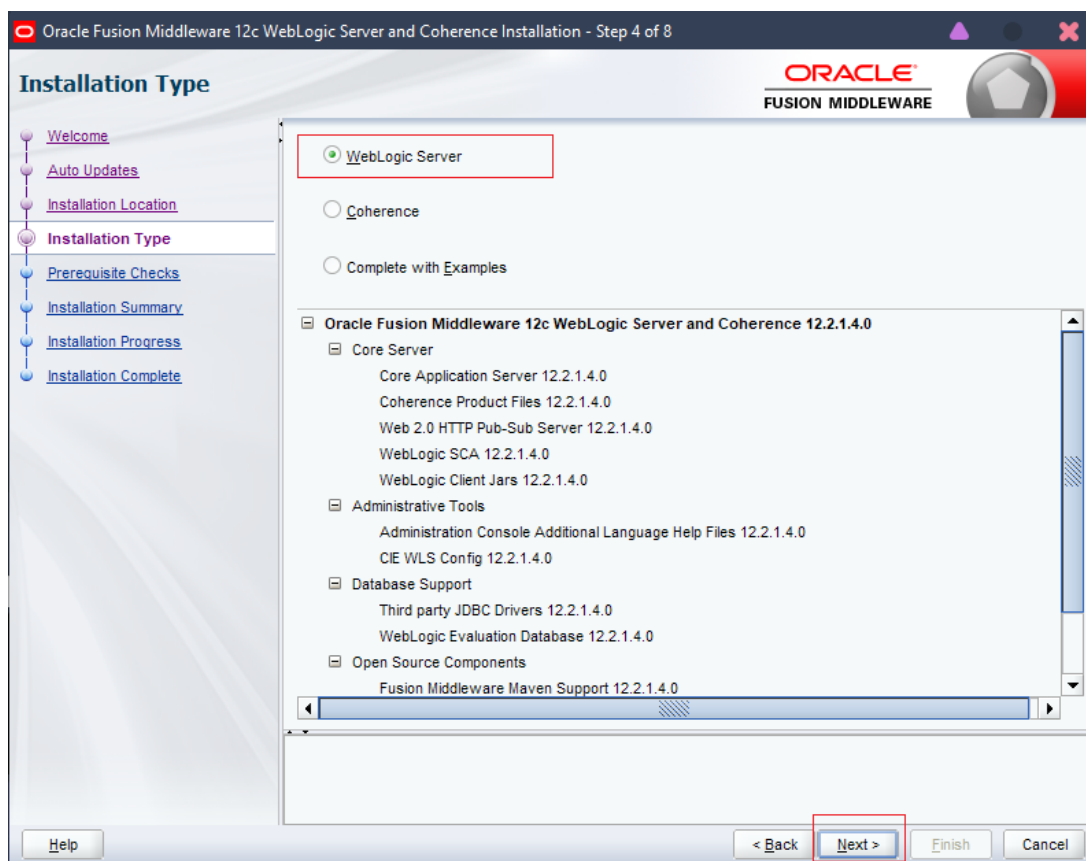 Oracle Fusion Middleware 12c WebLogic Server and Coherence Installation - Step 4 of 8
Installation Type
ORACLE
FUSION MIDDLEWARE
Welcome
Auto Updates
Installation Location
Installation Type
Prerequisite Checks
Installation Summary
Installation Progress
Installation Complete
WebLogic Server
Coherence
Complete with Examples
Oracle Fusion Middleware 12c WebLogic Server and Coherence 12.2.1.4.0
Core Server
Core Application Server 12.2.1.4.0
Coherence Product Files 12.2.1.4.0
Web 2.0 HTTP Pub-Sub Server 12.2.1.4.0
WebLogic SCA 12.2.1.4.0
WebLogic Client Jars 12.2.1.4.0
Administrative Tools
Administration Console Additional Language Help Files 12.2.1.4.0
CIE WLS Config 12.2.1.4.0
Database Support
Third party JDBC Drivers 12.2.1.4.0
WebLogic Evaluation Database 12.2.1.4.0
Open Source Components
Fusion Middleware Maven Support 12.2.1.4.0
Help
< Back
Next >
Finish
Cancel